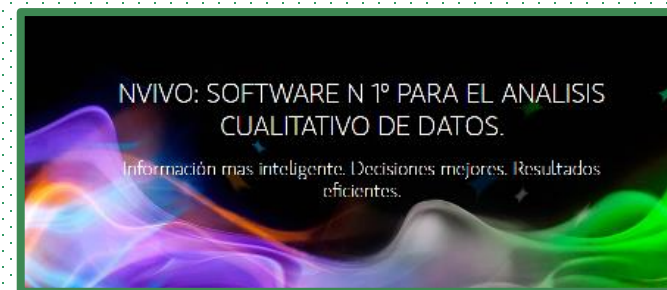 NVIVO: SOFTWARE N 1º PARA EL ANALISIS
CUALITATIVO DE DATOS.
Información mas inteligente. Decisiones mejores. Resultados
eficientes.